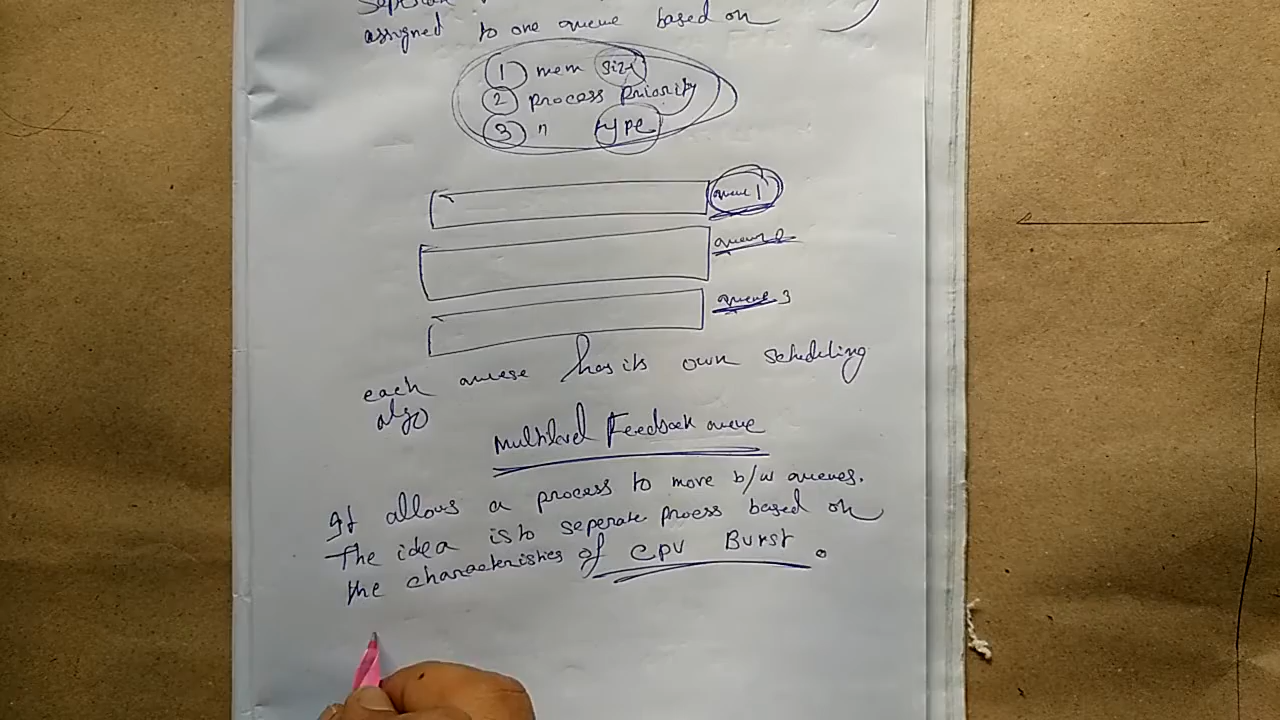 Seperate
assigned to one queue based on
1 mem size
2 process priority
3 " type
queue 1
queue 2
queue 3
each queue has its own scheduling
algo
Multilevel Feedback queue
It allows a process to move b/w queues.
The idea is to seperate process based on
the characteristics of CPU Burst.